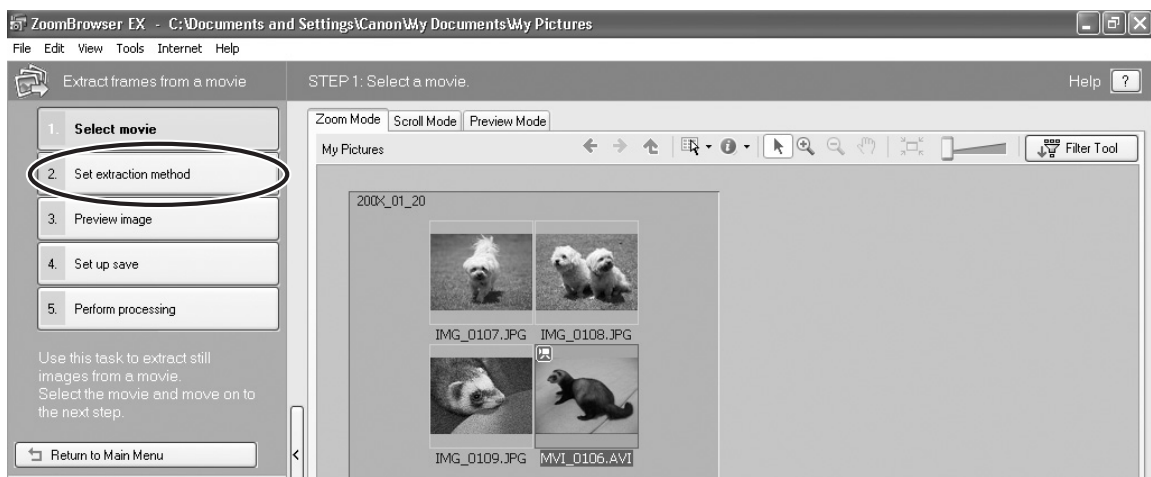 ZoomBrowser EX - C:\Documents and Settings\Canon\My Documents\My Pictures
File Edit View Tools Internet Help
Extract frames from a movie
STEP 1: Select a movie.
Help ?
1. Select movie
2. Set extraction method
3. Preview image
4. Set up save
5. Perform processing
Use this task to extract still
images from a movie.
Select the movie and move on to
the next step.
Return to Main Menu
Zoom Mode Scroll Mode Preview Mode
My Pictures
Filter Tool
200X_01_20
IMG_0107.JPG IMG_0108.JPG
IMG_0109.JPG MVI_0106.AVI